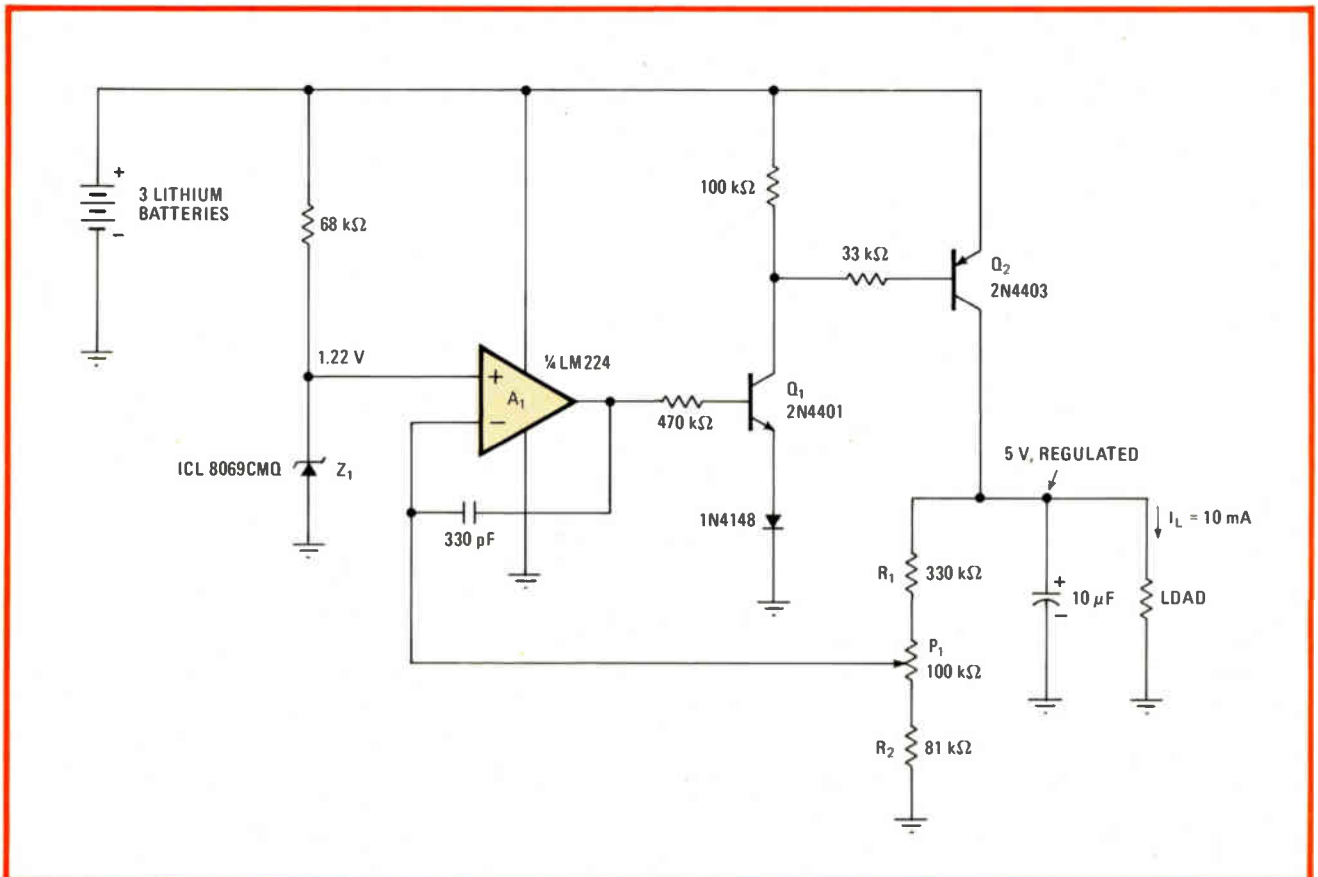 +
3 LITHIUM
BATTERIES
-
68 kΩ
1.22 V
ICL 8069CMQ
Z1
+
A1
-
¼ LM224
330 pF
470 kΩ
100 kΩ
33 kΩ
Q1
2N4401
1N4148
Q2
2N4403
5 V, REGULATED
IL = 10 mA
R1
330 kΩ
P1
100 kΩ
R2
81 kΩ
+
10 µF
-
LDAD